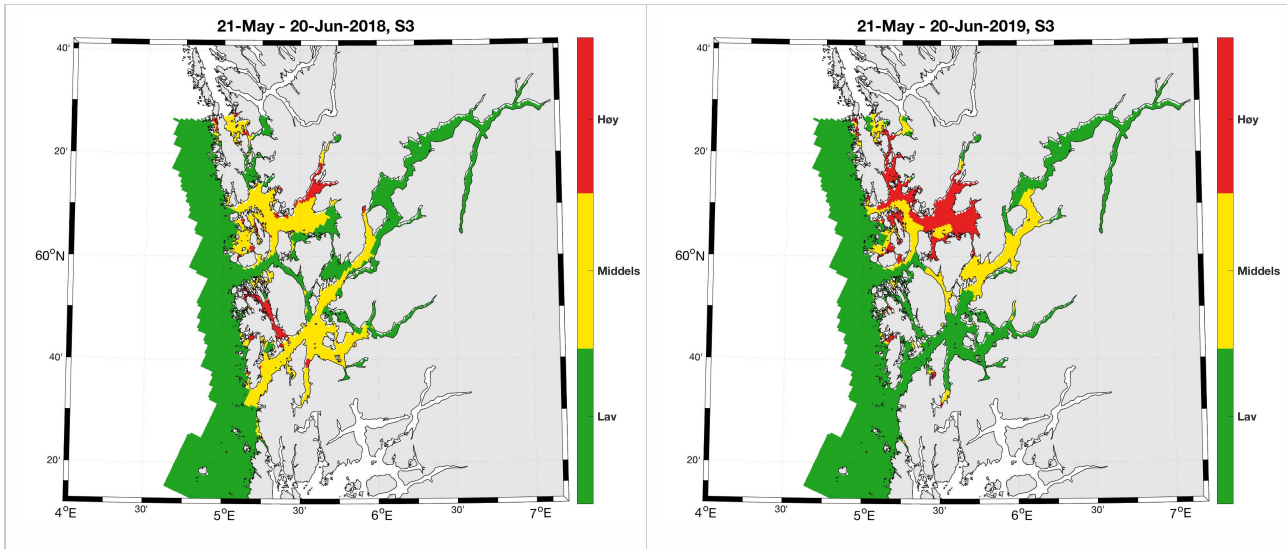 21-May - 20-Jun-2018, S3
40'
20'
60°N
40'
20'
4°E
30'
5°E
30'
6°E
30'
7°E
Høy
Middels
Lav
21-May - 20-Jun-2019, S3
40'
20'
60°N
40'
20'
4°E
30'
5°E
30'
6°E
30'
7°E
Høy
Middels
Lav